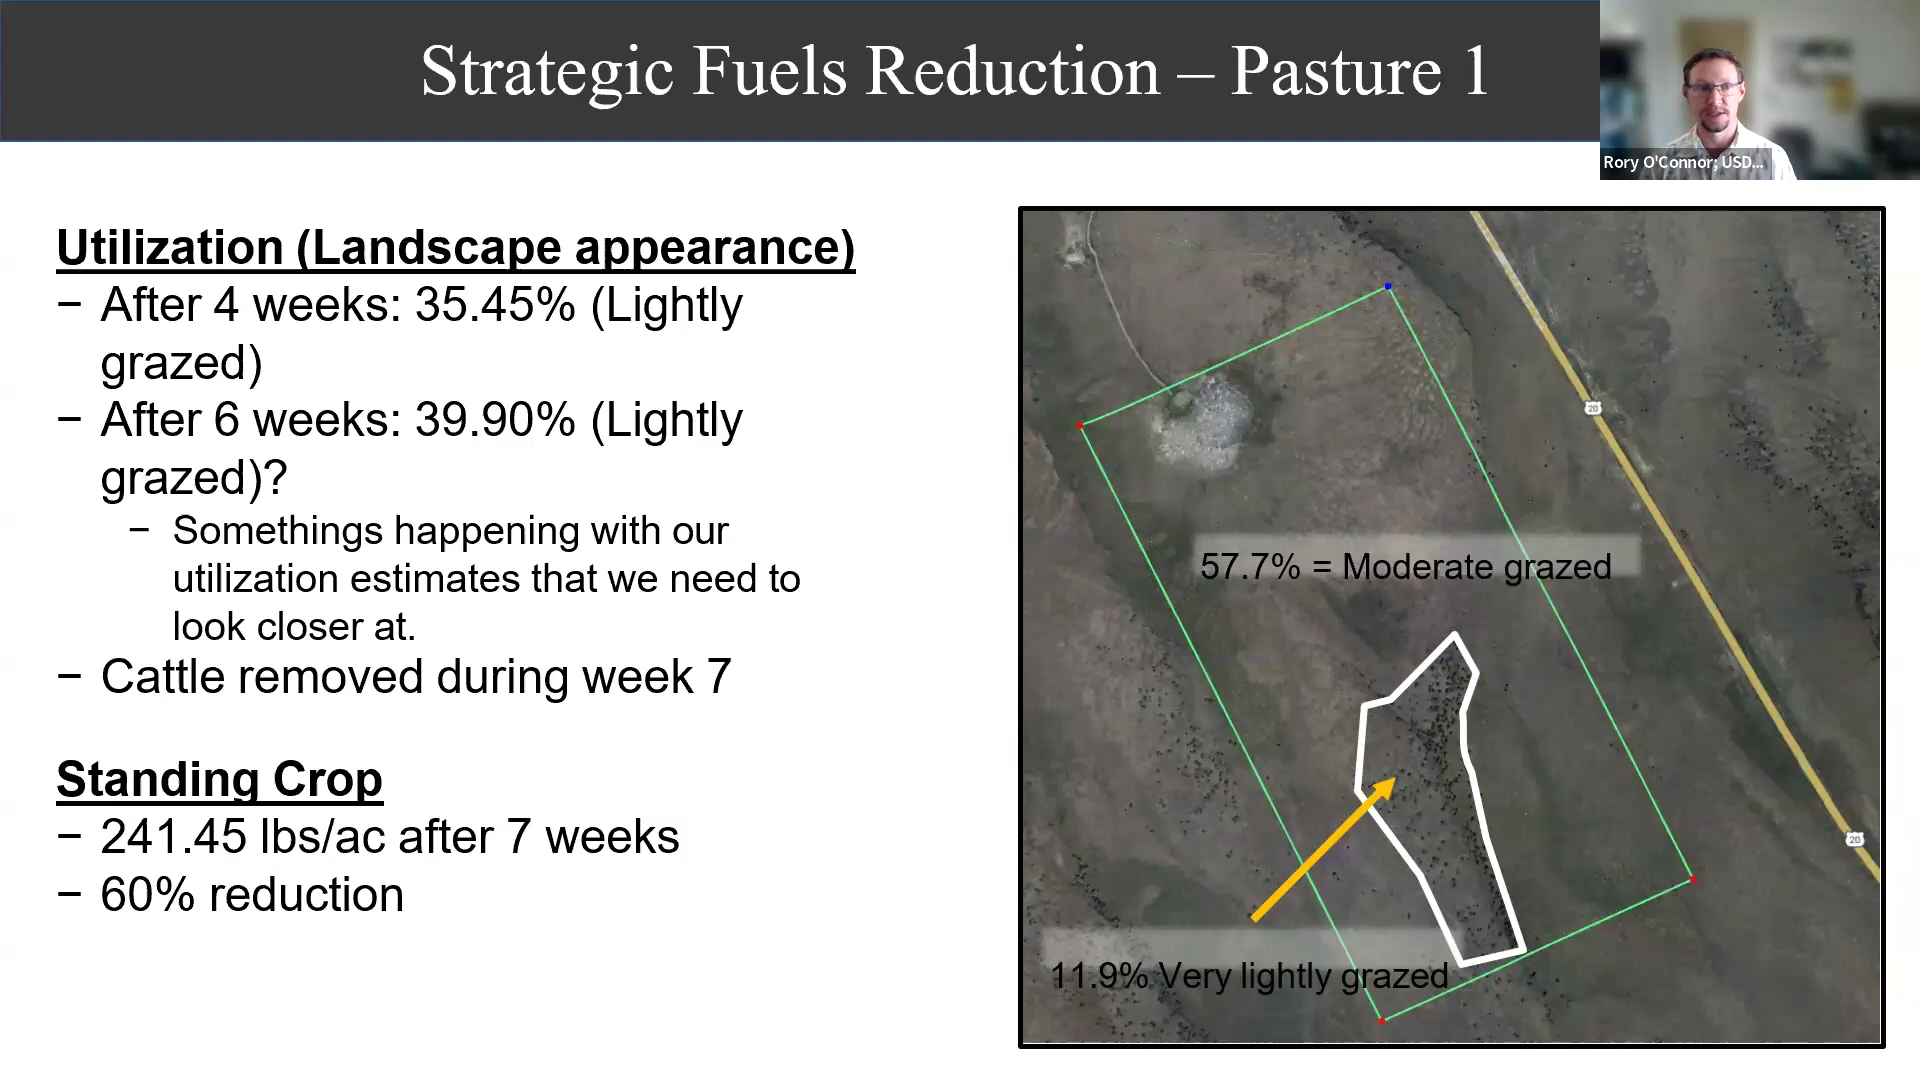 Strategic Fuels Reduction – Pasture 1
Rory O'Connor; USD...
Utilization (Landscape appearance)
− After 4 weeks: 35.45% (Lightly
grazed)
− After 6 weeks: 39.90% (Lightly
grazed)?
− Somethings happening with our
utilization estimates that we need to
look closer at.
− Cattle removed during week 7
Standing Crop
− 241.45 lbs/ac after 7 weeks
− 60% reduction
20
57.7% = Moderate grazed
20
11.9% Very lightly grazed